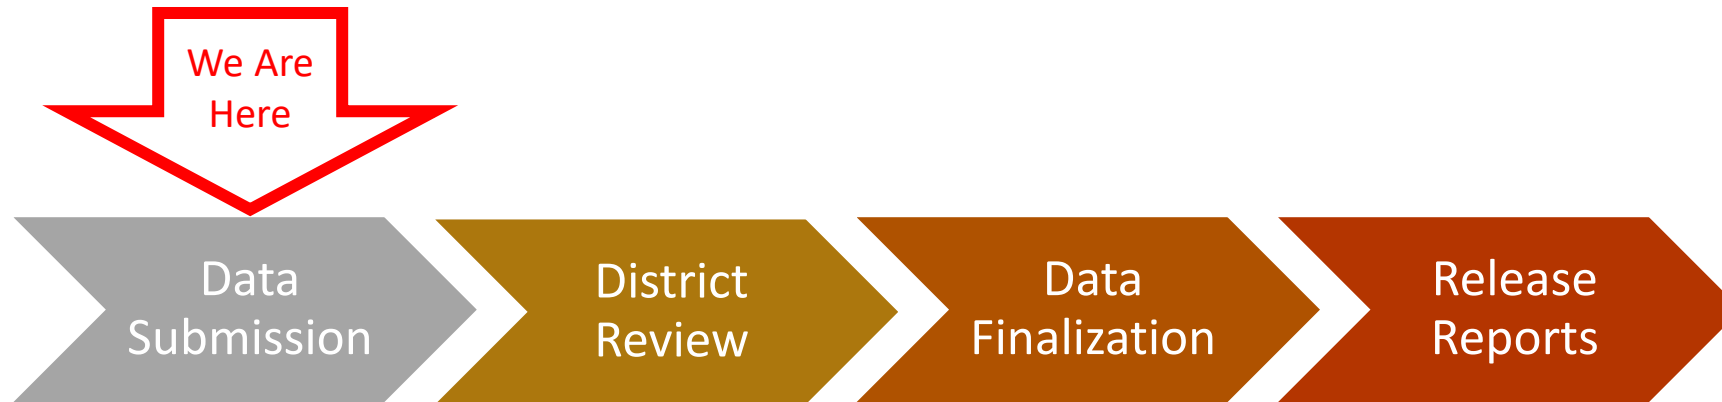 We Are
Here
Data
Submission
District
Review
Data
Finalization
Release
Reports